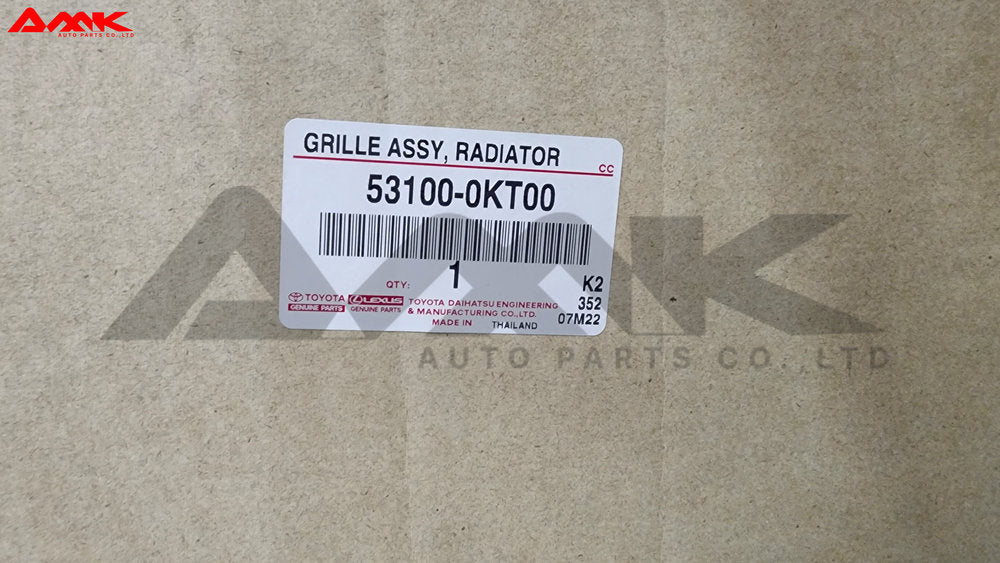 AMK
AUTO PARTS CO.,LTD
GRILLE ASSY, RADIATOR
CC
53100-0KT00
QTY: 1
K2
TOYOTA LEXUS TOYOTA DAIHATSU ENGINEERING 352
GENUINE PARTS GENUINE PARTS & MANUFACTURING CO.,LTD. 07M22
MADE IN THAILAND
AMK
AUTO PARTS CO.,LTD